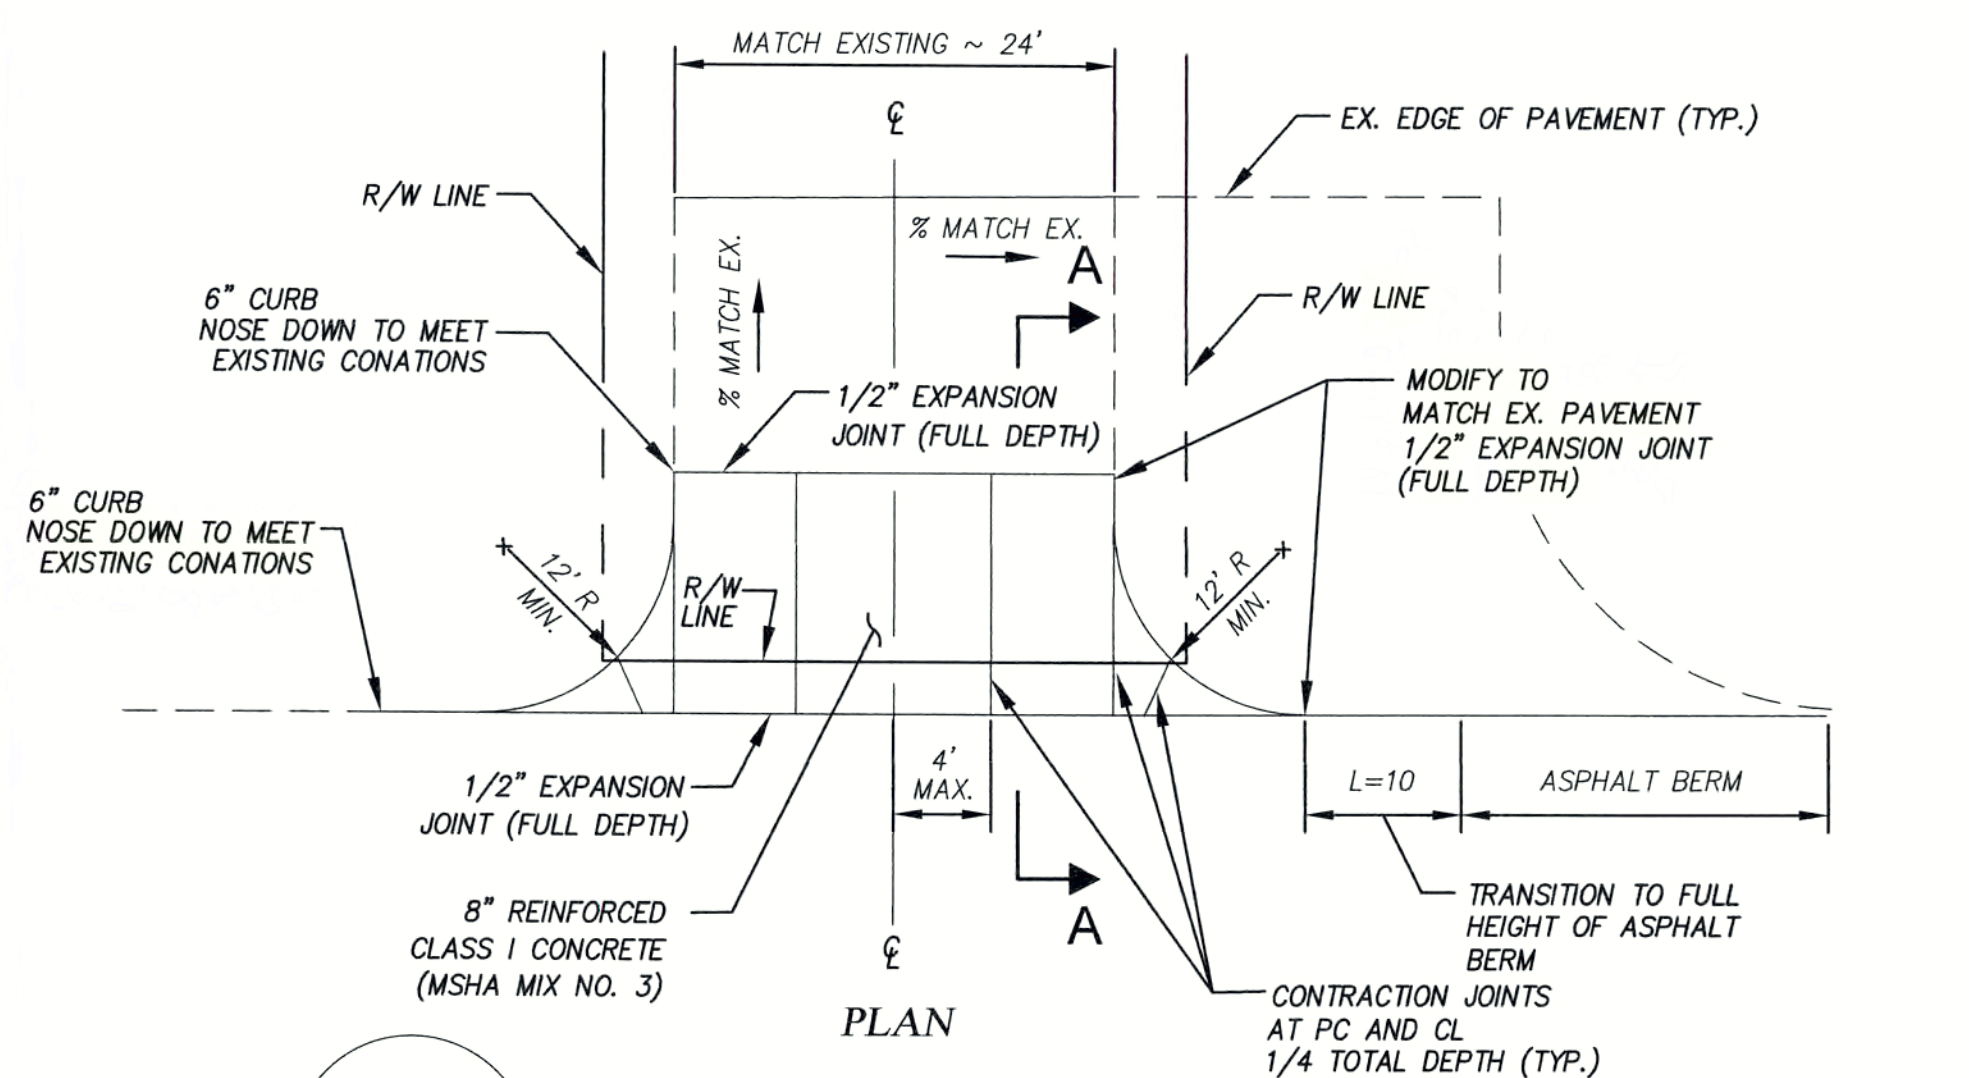 MATCH EXISTING ~ 24'
℄
EX. EDGE OF PAVEMENT (TYP.)
R/W LINE
% MATCH EX.
% MATCH EX.
A
6" CURB
NOSE DOWN TO MEET
EXISTING CONATIONS
R/W LINE
1/2" EXPANSION
JOINT (FULL DEPTH)
MODIFY TO
MATCH EX. PAVEMENT
1/2" EXPANSION JOINT
(FULL DEPTH)
6" CURB
NOSE DOWN TO MEET
EXISTING CONATIONS
12' R
MIN.
R/W
LINE
12' R
MIN.
1/2" EXPANSION
JOINT (FULL DEPTH)
4'
MAX.
L=10
ASPHALT BERM
8" REINFORCED
CLASS I CONCRETE
(MSHA MIX NO. 3)
℄
A
TRANSITION TO FULL
HEIGHT OF ASPHALT
BERM
CONTRACTION JOINTS
AT PC AND CL
1/4 TOTAL DEPTH (TYP.)
PLAN